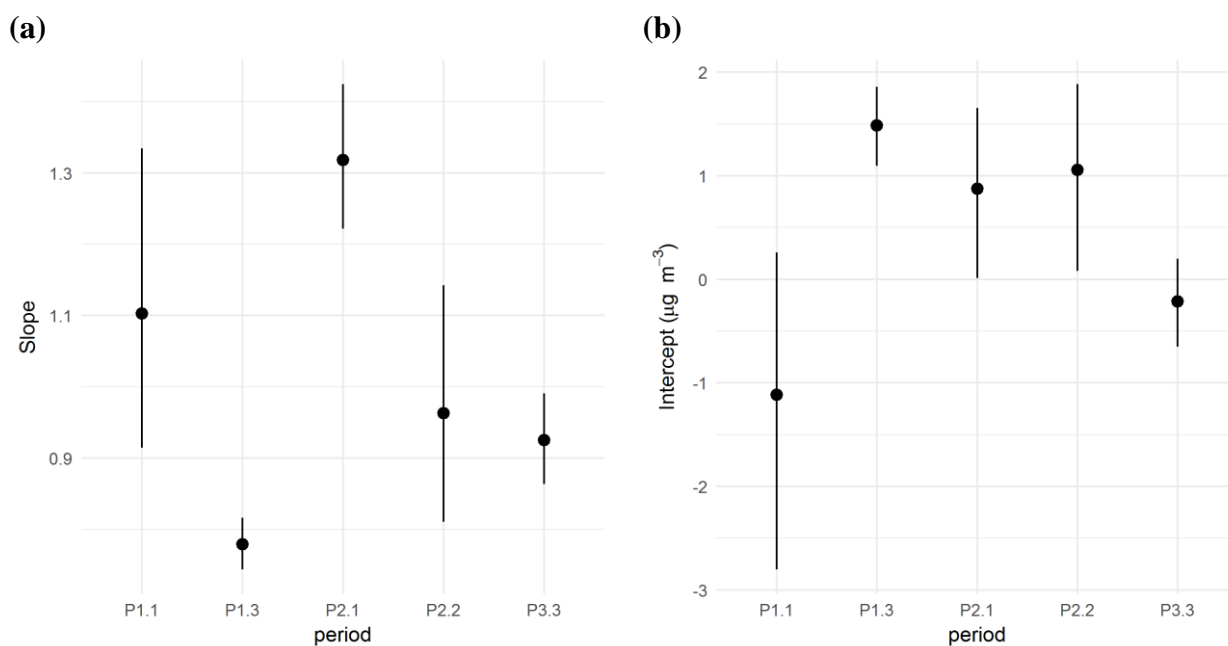 (a)
Slope
1.3
1.1
0.9
P1.1 P1.3 P2.1 P2.2 P3.3
period
(b)
Intercept (µg m⁻³)
2
1
0
-1
-2
-3
P1.1 P1.3 P2.1 P2.2 P3.3
period